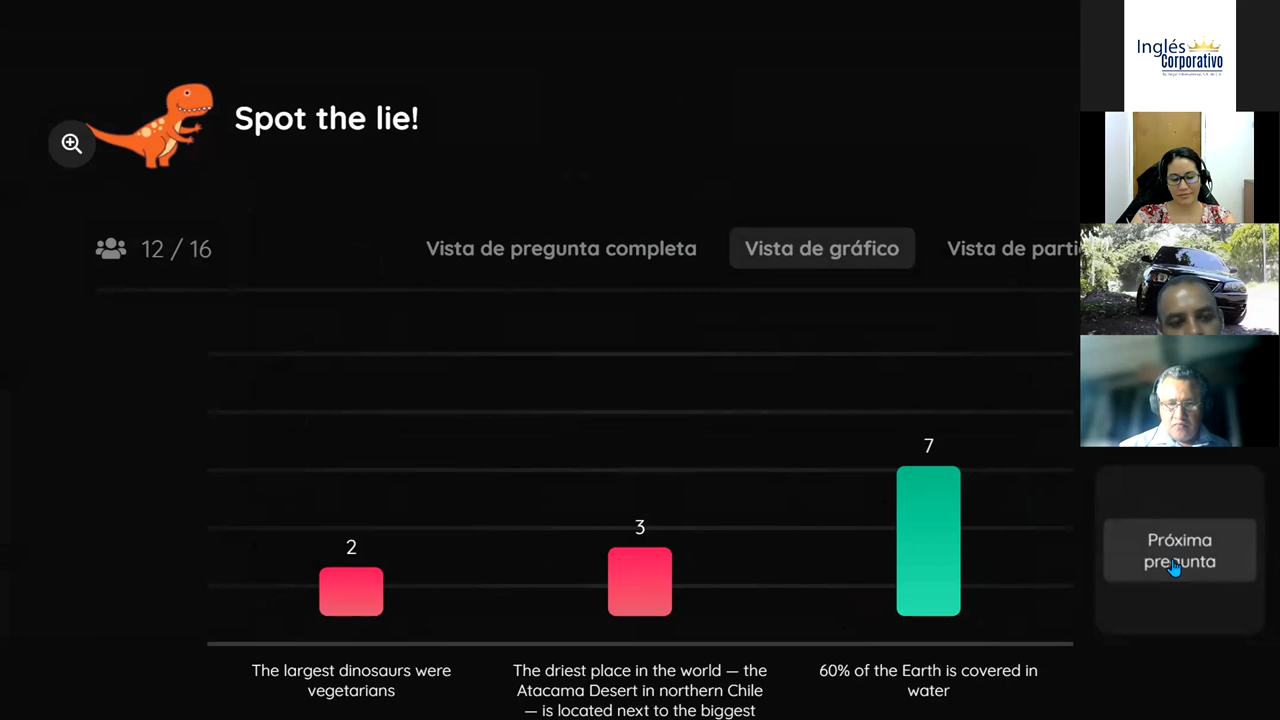 Inglés
Corporativo
Spot the lie!
12 / 16
Vista de pregunta completa
Vista de gráfico
Vista de parti
7
3
2
Próxima
pregunta
The largest dinosaurs were
vegetarians
The driest place in the world — the
Atacama Desert in northern Chile
— is located next to the biggest
60% of the Earth is covered in
water